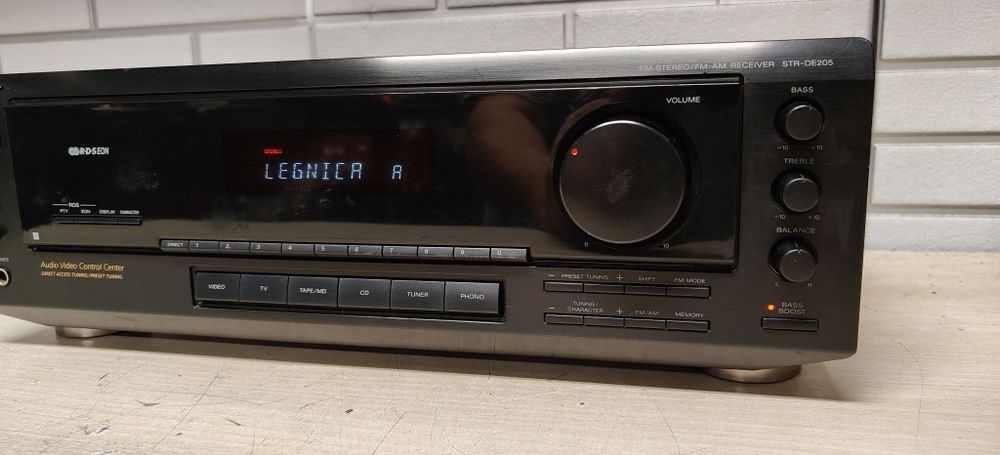 FM STEREO/FM-AM RECEIVER STR-DE205
VOLUME
BASS
-10 +10
TREBLE
-10 +10
BALANCE
L R
BASS
BOOST
R·D·S EON
STEREO
LEGNICA A
0 10
RDS
PTY EON DISPLAY CHARACTER
DIRECT 1 2 3 4 5 6 7 8 9 0
Audio Video Control Center
DIRECT ACCESS TUNING/PRESET TUNING
VIDEO TV TAPE/MD CD TUNER PHONO
- PRESET TUNING + SHIFT FM MODE
- TUNING/
CHARACTER + FM/AM MEMORY